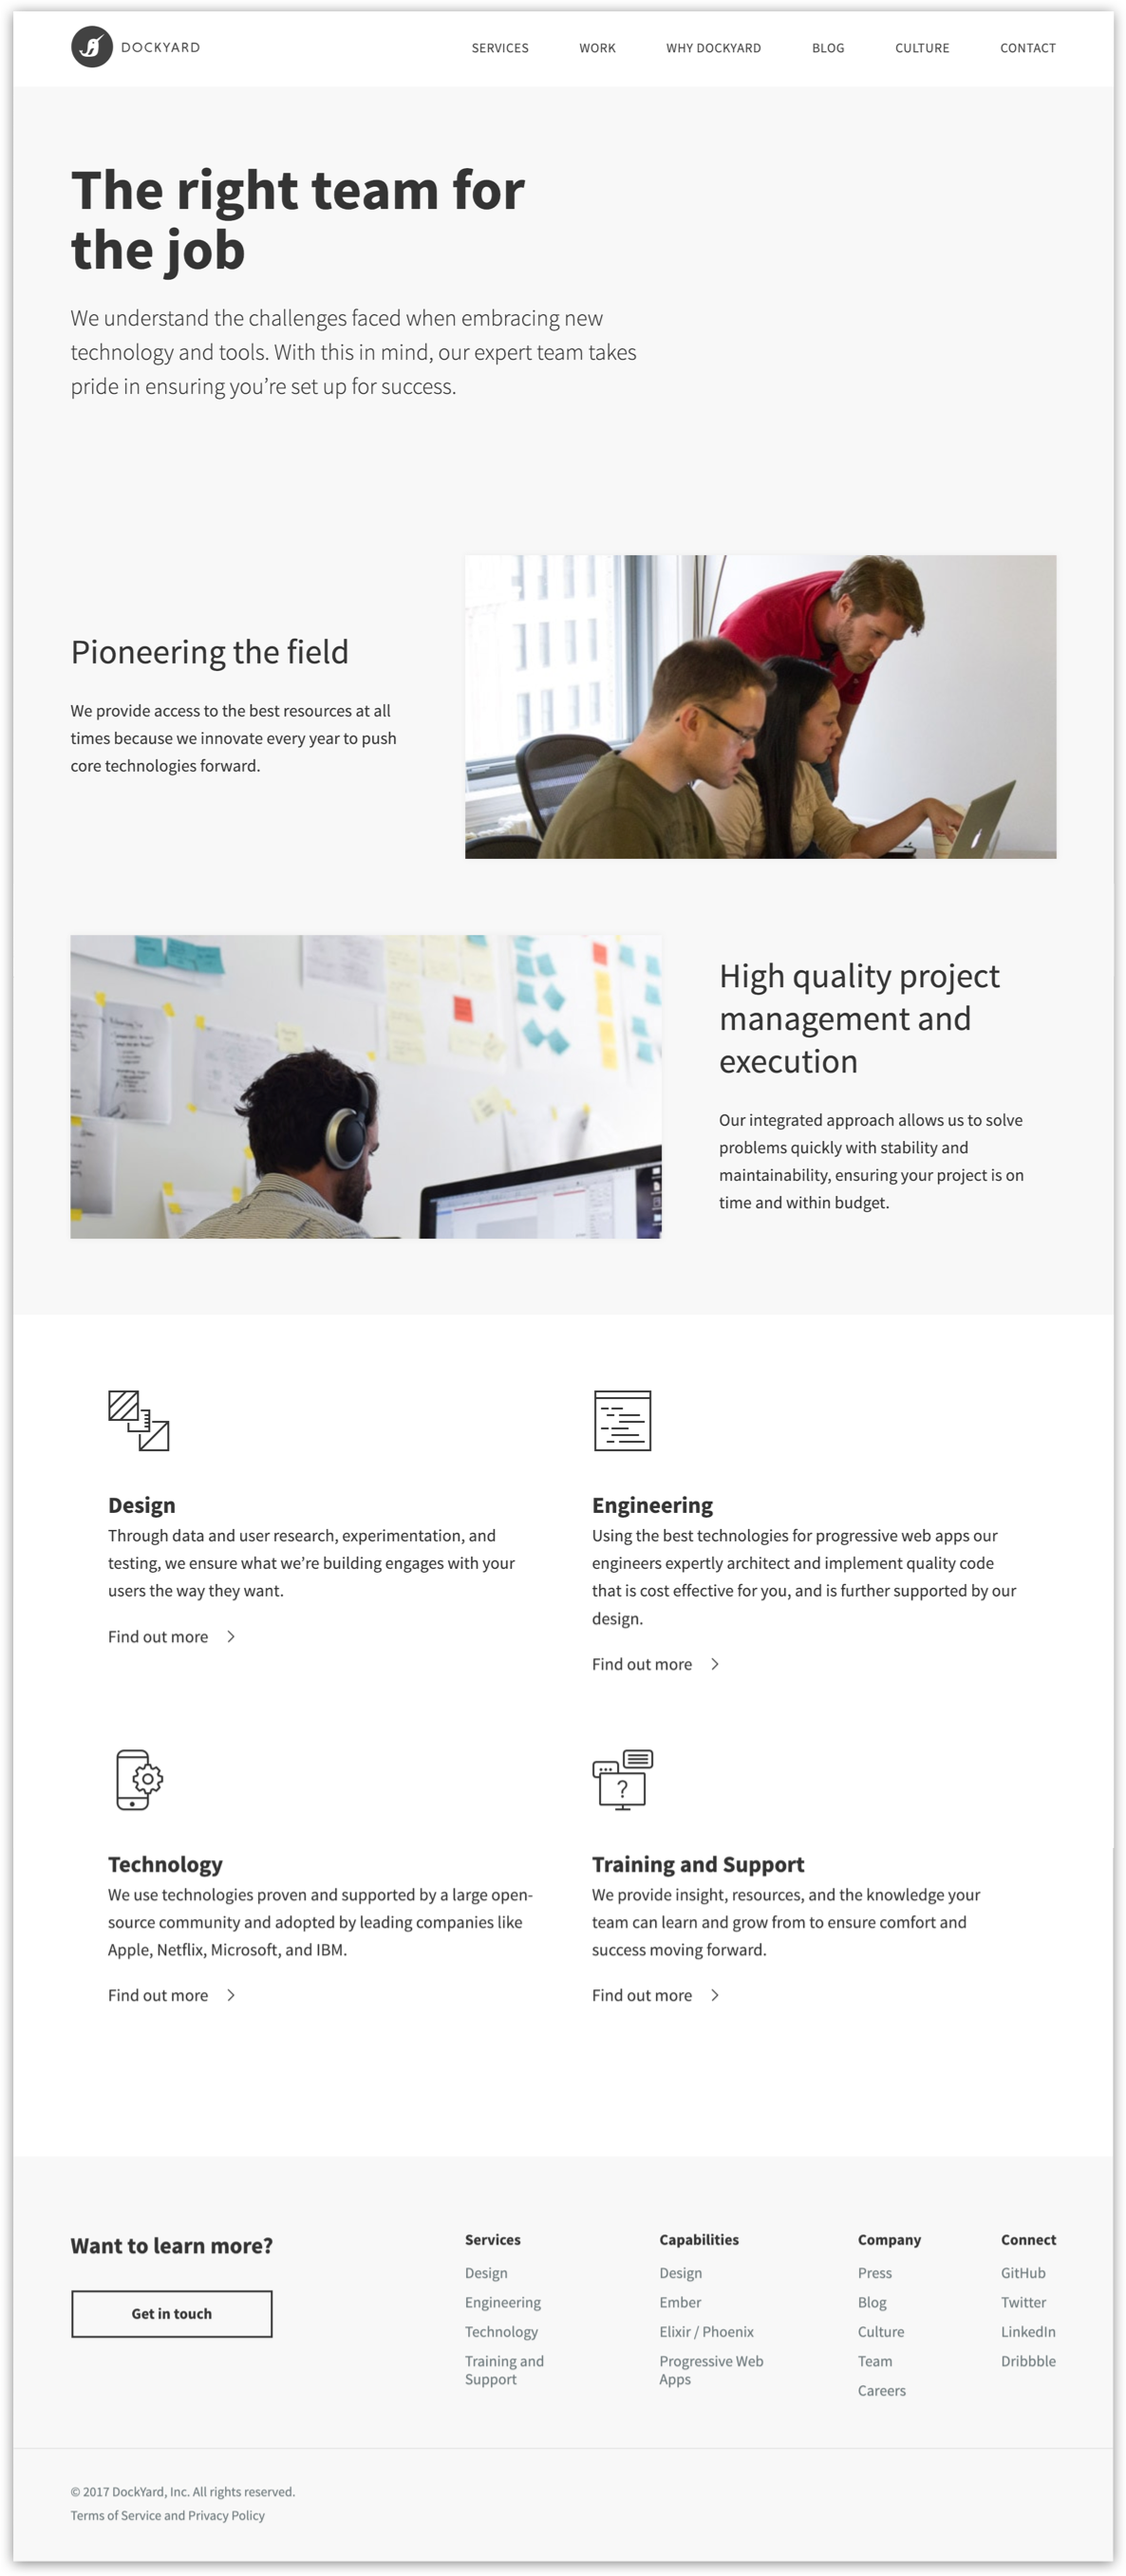 DOCKYARD
SERVICES WORK WHY DOCKYARD BLOG CULTURE CONTACT
The right team for
the job
We understand the challenges faced when embracing new
technology and tools. With this in mind, our expert team takes
pride in ensuring you’re set up for success.
Pioneering the field
We provide access to the best resources at all
times because we innovate every year to push
core technologies forward.
High quality project
management and
execution
Our integrated approach allows us to solve
problems quickly with stability and
maintainability, ensuring your project is on
time and within budget.
Design
Through data and user research, experimentation, and
testing, we ensure what we’re building engages with your
users the way they want.
Find out more
Engineering
Using the best technologies for progressive web apps our
engineers expertly architect and implement quality code
that is cost effective for you, and is further supported by our
design.
Find out more
Technology
We use technologies proven and supported by a large open-
source community and adopted by leading companies like
Apple, Netflix, Microsoft, and IBM.
Find out more
?
Training and Support
We provide insight, resources, and the knowledge your
team can learn and grow from to ensure comfort and
success moving forward.
Find out more
Want to learn more?
Get in touch
Services
Design
Engineering
Technology
Training and
Support
Capabilities
Design
Ember
Elixir / Phoenix
Progressive Web
Apps
Company
Press
Blog
Culture
Team
Careers
Connect
GitHub
Twitter
LinkedIn
Dribbble
© 2017 DockYard, Inc. All rights reserved.
Terms of Service and Privacy Policy